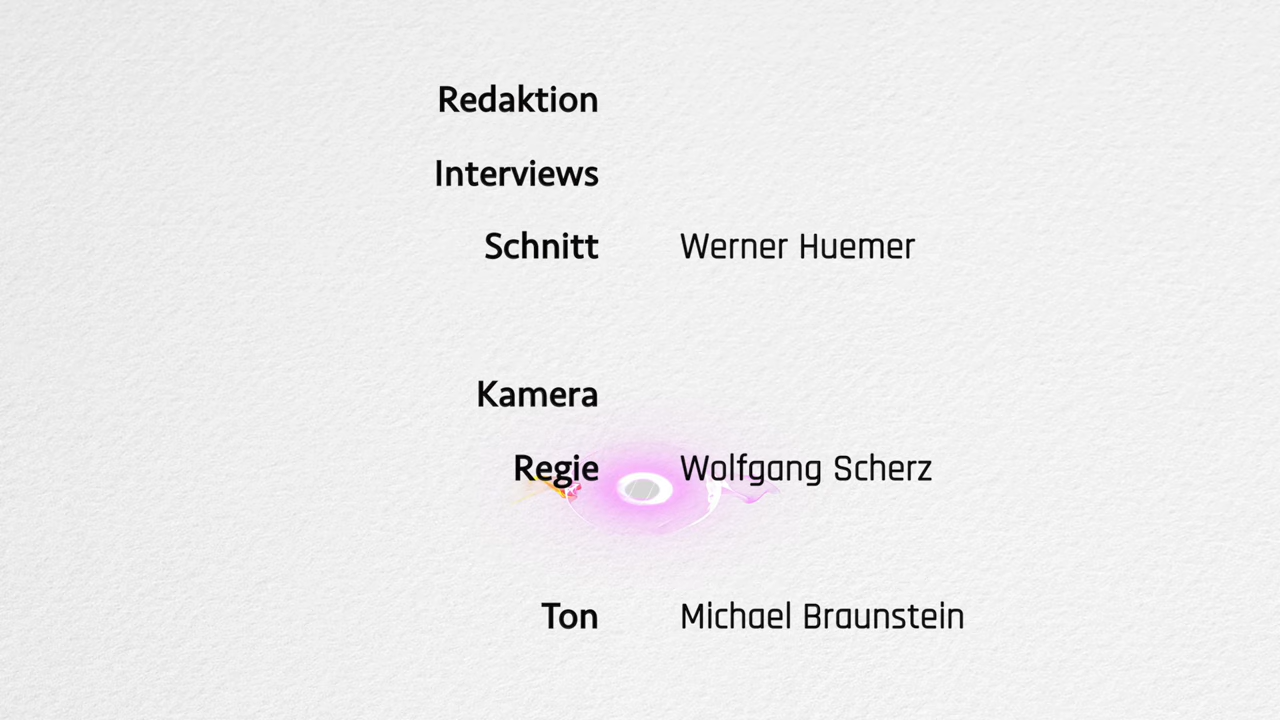 Redaktion
Interviews
Schnitt Werner Huemer
Kamera
Regie Wolfgang Scherz
Ton Michael Braunstein